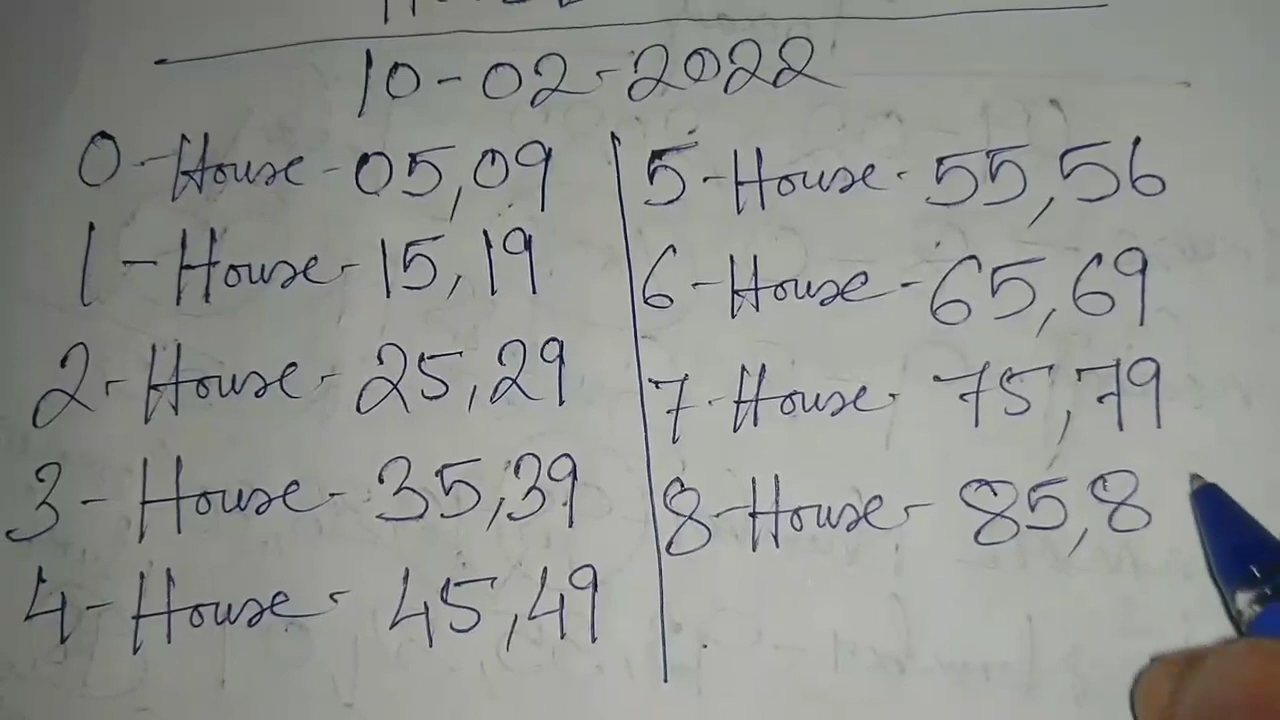 10-02-2022
0-House-05,09
1-House-15,19
2-House-25,29
3-House-35,39
4-House-45,49
5-House-55,56
6-House-65,69
7-House-75,79
8-House-85,8